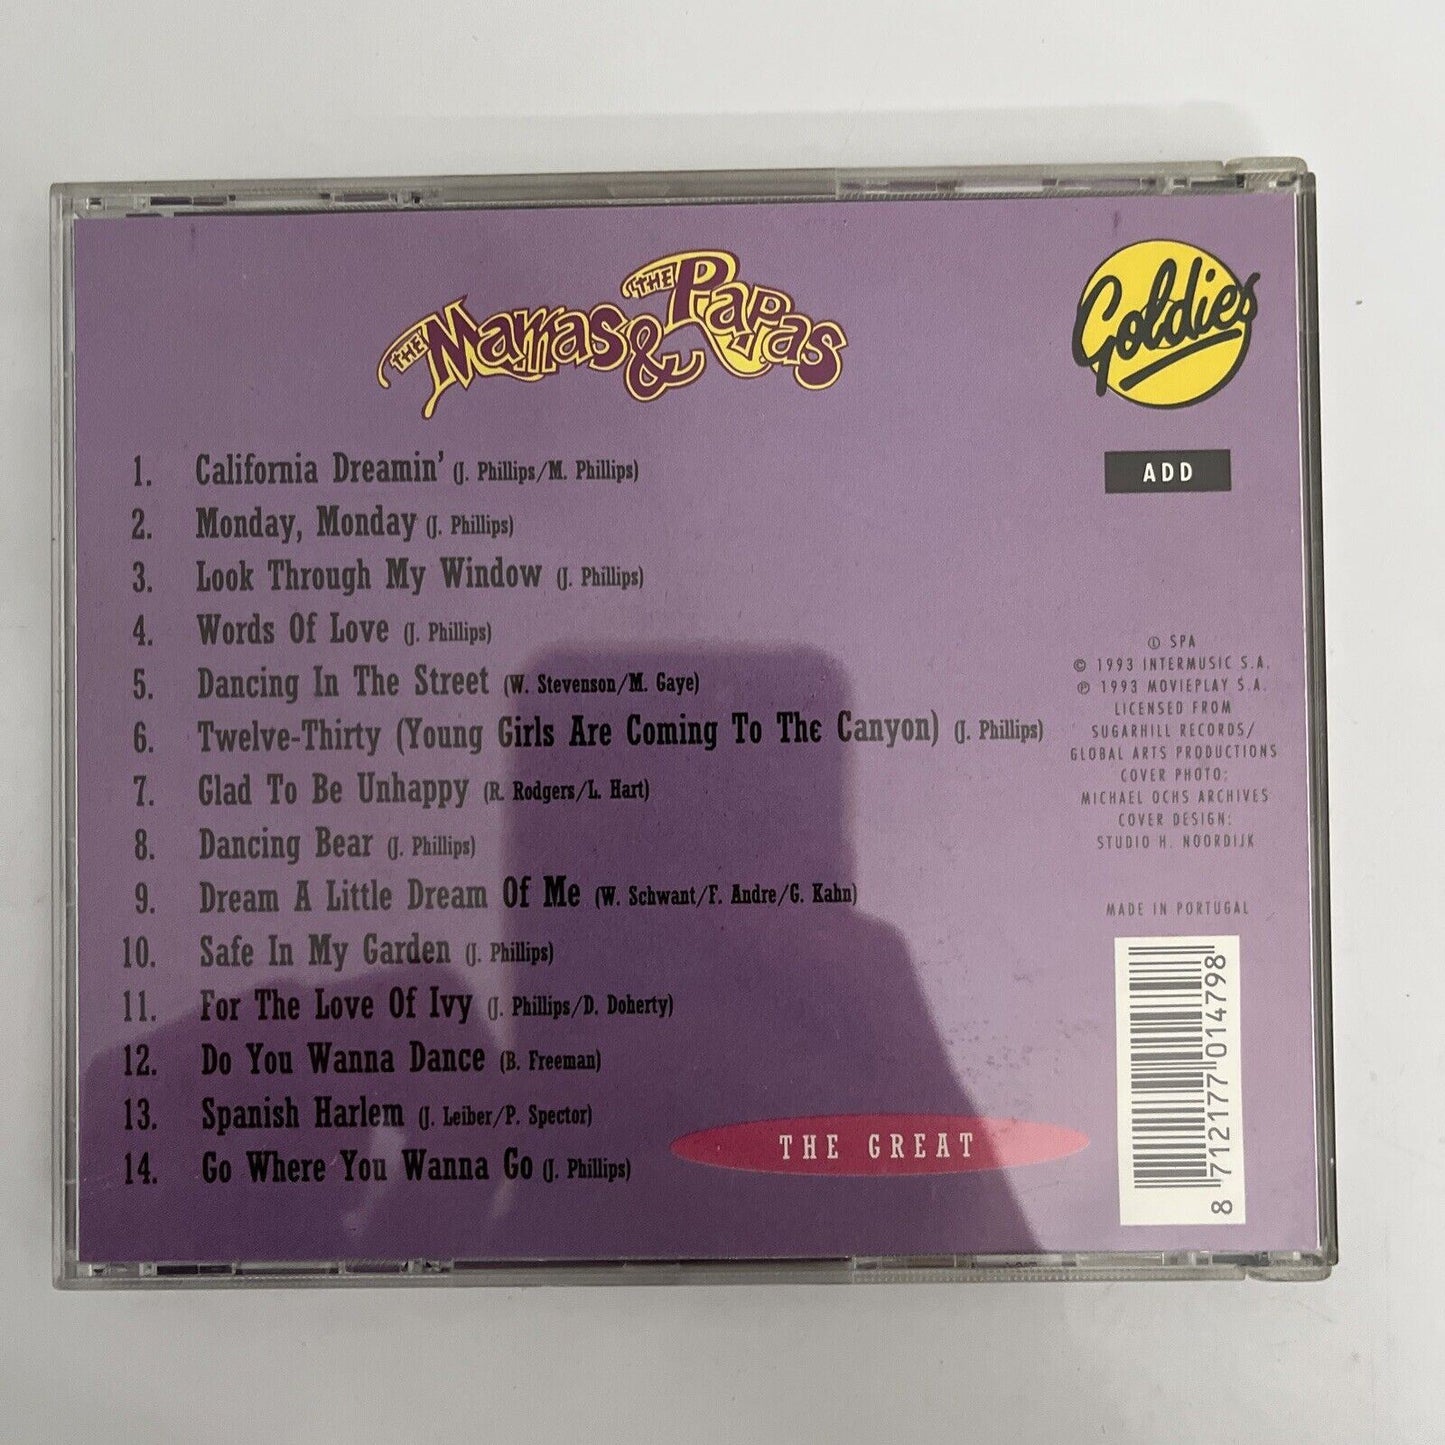 THE MAMAS & THE PAPAS
Goldies
ADD
1. California Dreamin' (J. Phillips/M. Phillips)
2. Monday, Monday (J. Phillips)
3. Look Through My Window (J. Phillips)
4. Words Of Love (J. Phillips)
5. Dancing In The Street (W. Stevenson/M. Gaye)
6. Twelve-Thirty (Young Girls Are Coming To The Canyon) (J. Phillips)
7. Glad To Be Unhappy (R. Rodgers/L. Hart)
8. Dancing Bear (J. Phillips)
9. Dream A Little Dream Of Me (W. Schwant/F. Andre/G. Kahn)
10. Safe In My Garden (J. Phillips)
11. For The Love Of Ivy (J. Phillips/D. Doherty)
12. Do You Wanna Dance (B. Freeman)
13. Spanish Harlem (J. Leiber/P. Spector)
14. Go Where You Wanna Go (J. Phillips)
THE GREAT
Ⓛ SPA
© 1993 INTERMUSIC S.A.
℗ 1993 MOVIEPLAY S.A.
LICENSED FROM
SUGARHILL RECORDS/
GLOBAL ARTS PRODUCTIONS
COVER PHOTO:
MICHAEL OCHS ARCHIVES
COVER DESIGN:
STUDIO H. NOORDIJK
MADE IN PORTUGAL
8 712177 014798